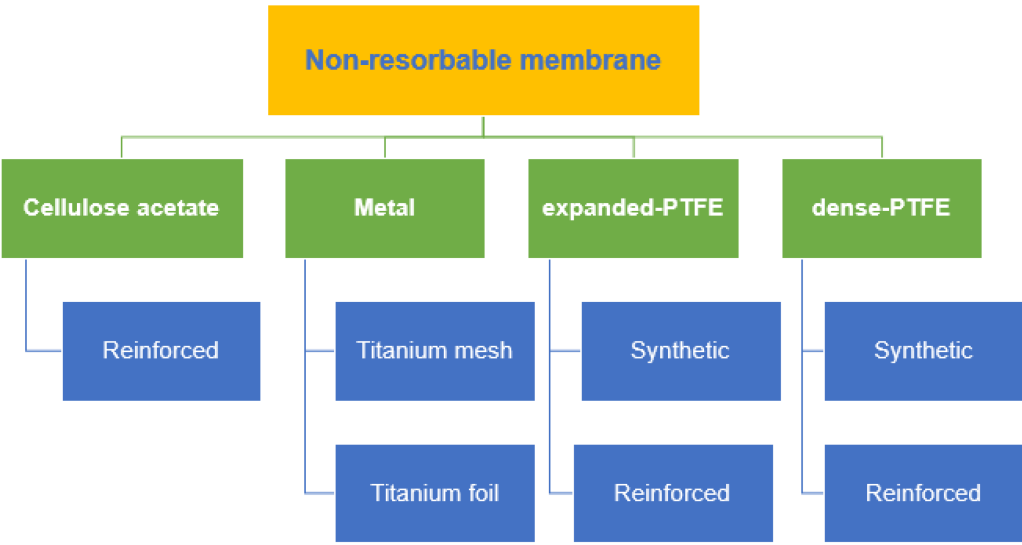 Non-resorbable membrane
Cellulose acetate
Metal
expanded-PTFE
dense-PTFE
Reinforced
Titanium mesh
Synthetic
Synthetic
Titanium foil
Reinforced
Reinforced